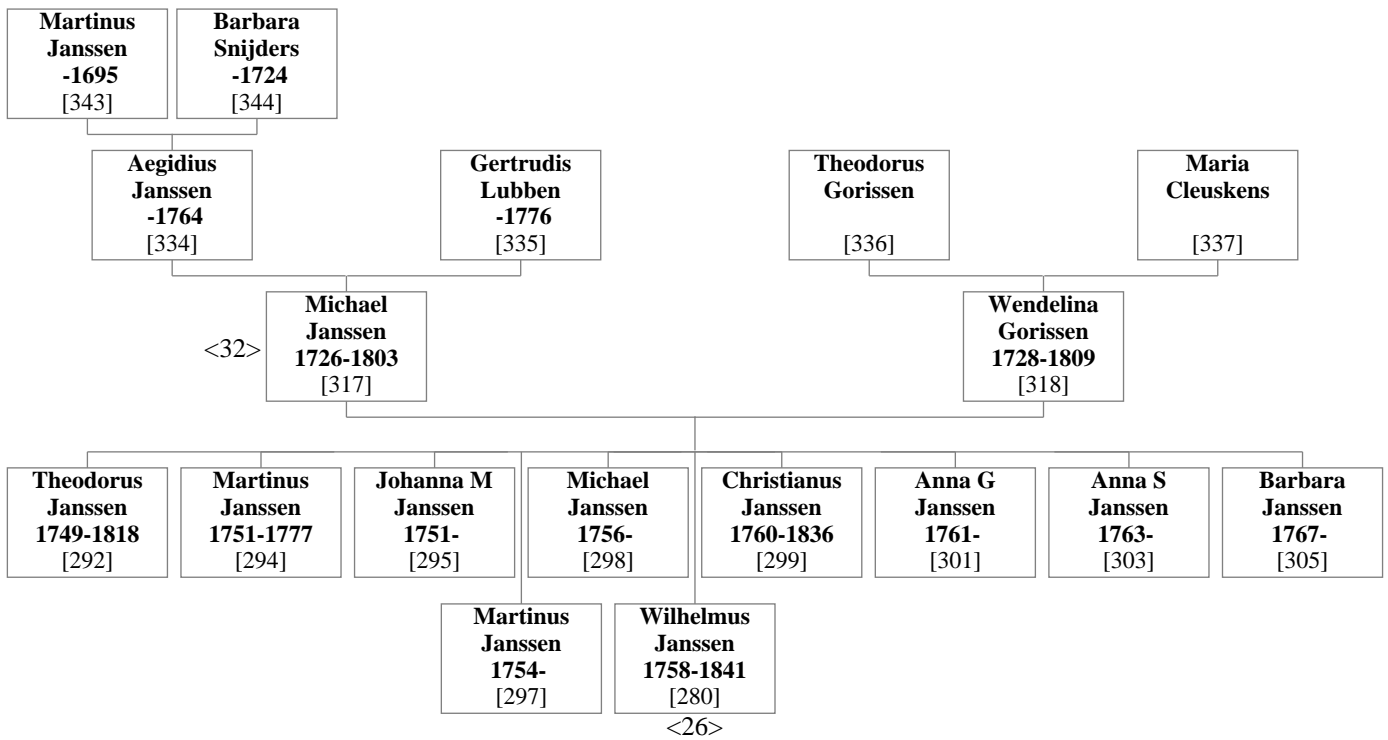 Martinus
Janssen
-1695
[343]
Barbara
Snijders
-1724
[344]
Aegidius
Janssen
-1764
[334]
Gertrudis
Lubben
-1776
[335]
Theodorus
Gorissen
[336]
Maria
Cleuskens
[337]
<32>
Michael
Janssen
1726-1803
[317]
Wendelina
Gorissen
1728-1809
[318]
Theodorus
Janssen
1749-1818
[292]
Martinus
Janssen
1751-1777
[294]
Johanna M
Janssen
1751-
[295]
Michael
Janssen
1756-
[298]
Christianus
Janssen
1760-1836
[299]
Anna G
Janssen
1761-
[301]
Anna S
Janssen
1763-
[303]
Barbara
Janssen
1767-
[305]
Martinus
Janssen
1754-
[297]
Wilhelmus
Janssen
1758-1841
[280]
<26>